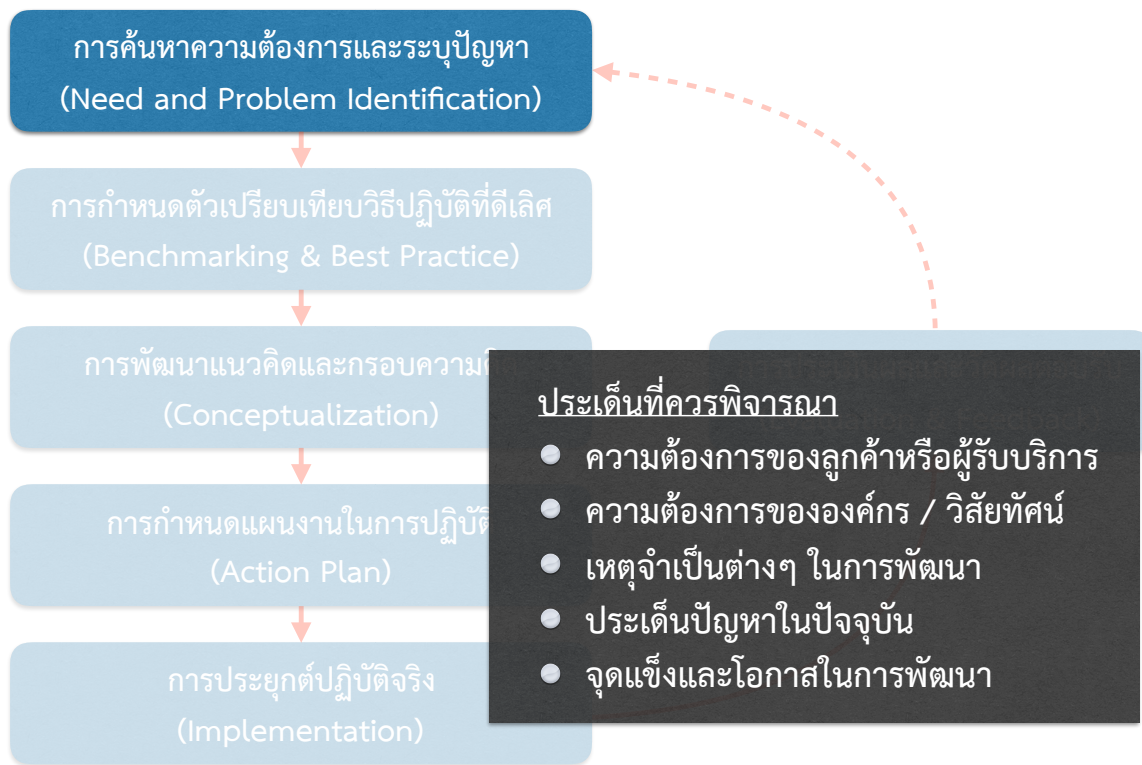 การค้นหาความต้องการและระบุปัญหา
(Need and Problem Identification)
การกำหนดตัวเปรียบเทียบวิธีปฏิบัติที่ดีเลิศ
(Benchmarking & Best Practice)
การพัฒนาแนวคิดและกรอบความ
(Conceptualization)
การกำหนดแผนงานในการปฏิบัติ
(Action Plan)
การประยุกต์ปฏิบัติจริง
(Implementation)
ประเด็นที่ควรพิจารณา
ความต้องการของลูกค้าหรือผู้รับบริการ
ความต้องการขององค์กร / วิสัยทัศน์
เหตุจำเป็นต่างๆ ในการพัฒนา
ประเด็นปัญหาในปัจจุบัน
จุดแข็งและโอกาสในการพัฒนา